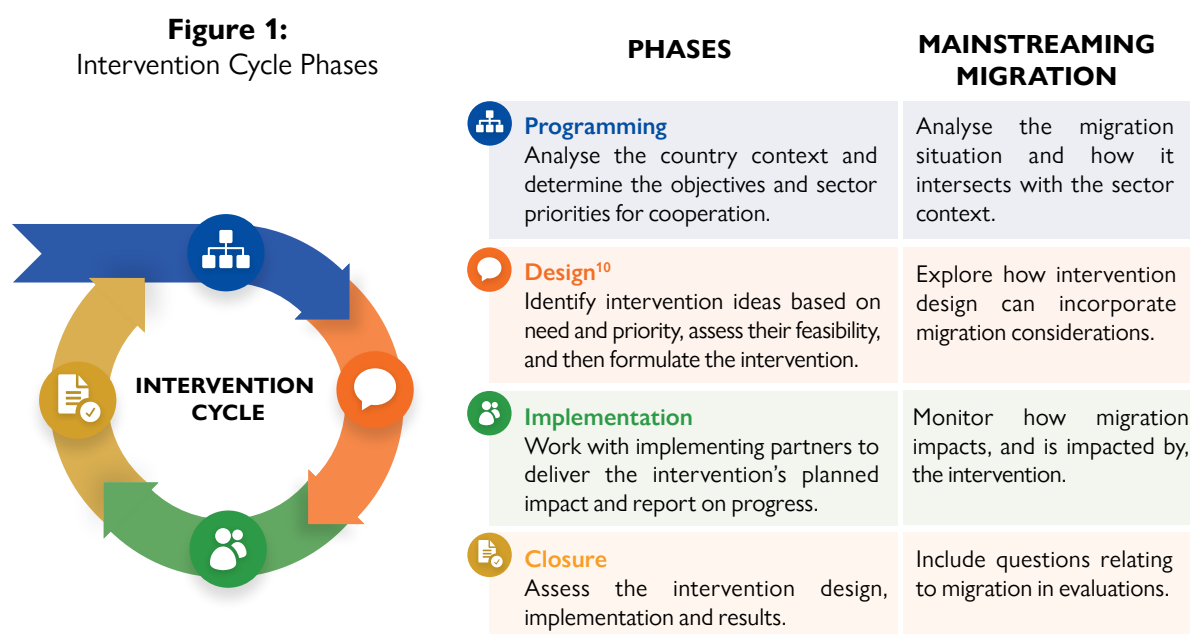 Figure 1:
Intervention Cycle Phases
INTERVENTION
CYCLE
PHASES
MAINSTREAMING
MIGRATION
Programming
Analyse the country context and
determine the objectives and sector
priorities for cooperation.
Analyse the migration
situation and how it
intersects with the sector
context.
Design¹⁰
Identify intervention ideas based on
need and priority, assess their feasibility,
and then formulate the intervention.
Explore how intervention
design can incorporate
migration considerations.
Implementation
Work with implementing partners to
deliver the intervention’s planned
impact and report on progress.
Monitor how migration
impacts, and is impacted by,
the intervention.
Closure
Assess the intervention design,
implementation and results.
Include questions relating
to migration in evaluations.